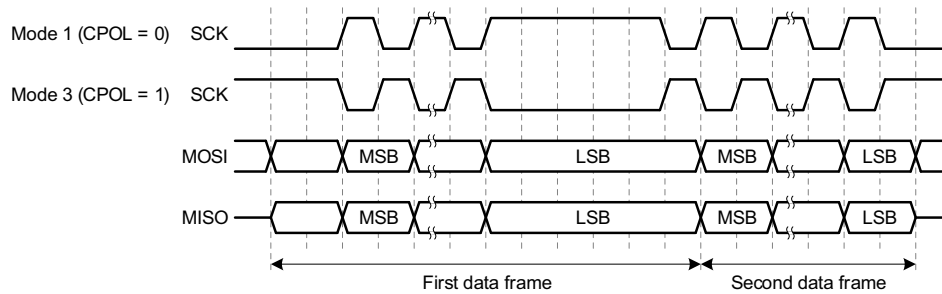 Mode 1 (CPOL = 0) SCK
Mode 3 (CPOL = 1) SCK
MOSI MSB LSB MSB LSB
MISO MSB LSB MSB LSB
First data frame Second data frame